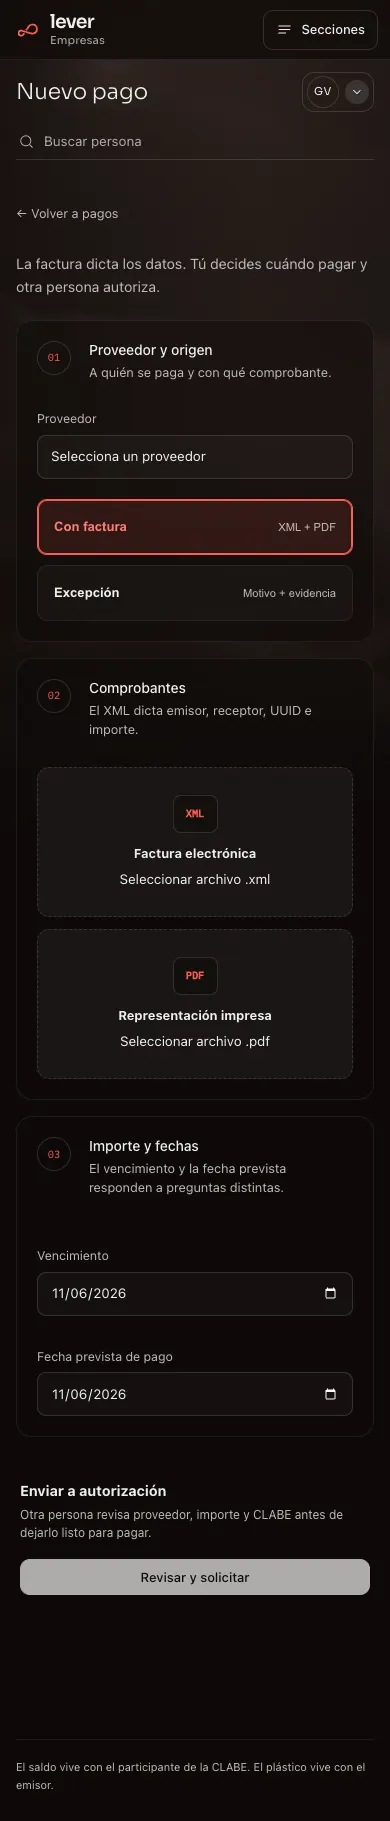 lever
Empresas
Secciones
Nuevo pago
GV
Buscar persona
← Volver a pagos
La factura dicta los datos. Tú decides cuándo pagar y
otra persona autoriza.
01
Proveedor y origen
A quién se paga y con qué comprobante.
Proveedor
Selecciona un proveedor
Con factura
XML + PDF
Excepción
Motivo + evidencia
02
Comprobantes
El XML dicta emisor, receptor, UUID e
importe.
XML
Factura electrónica
Seleccionar archivo .xml
PDF
Representación impresa
Seleccionar archivo .pdf
03
Importe y fechas
El vencimiento y la fecha prevista
responden a preguntas distintas.
Vencimiento
11/06/2026
Fecha prevista de pago
11/06/2026
Enviar a autorización
Otra persona revisa proveedor, importe y CLABE antes de
dejarlo listo para pagar.
Revisar y solicitar
El saldo vive con el participante de la CLABE. El plástico vive con el
emisor.